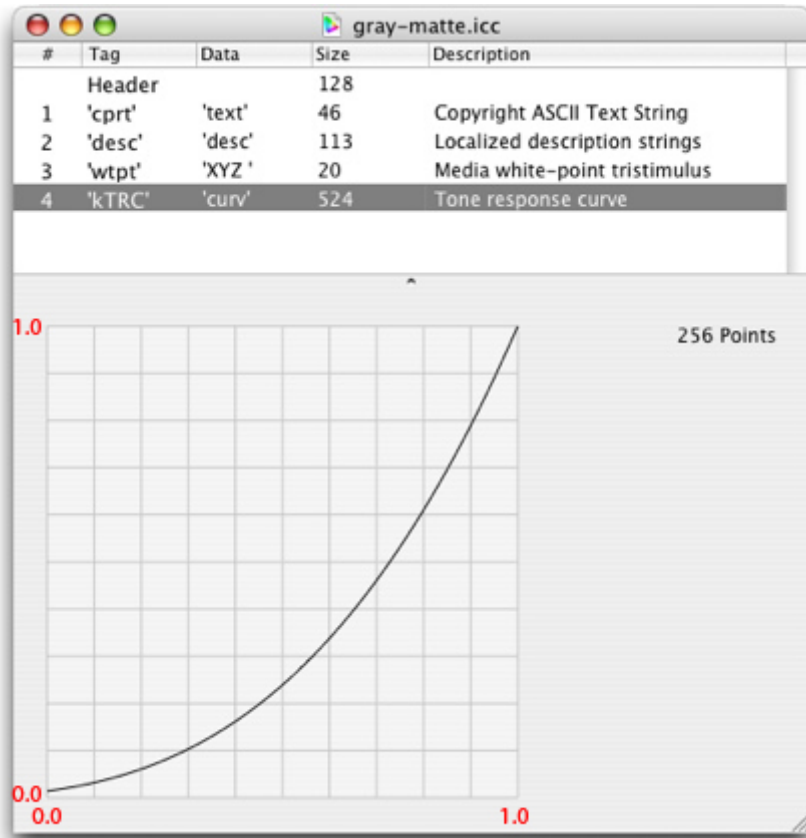 gray-matte.icc
# Tag Data Size Description
Header 128
1 'cprt' 'text' 46 Copyright ASCII Text String
2 'desc' 'desc' 113 Localized description strings
3 'wtpt' 'XYZ ' 20 Media white-point tristimulus
4 'kTRC' 'curv' 524 Tone response curve
1.0
256 Points
0.0
0.0 1.0